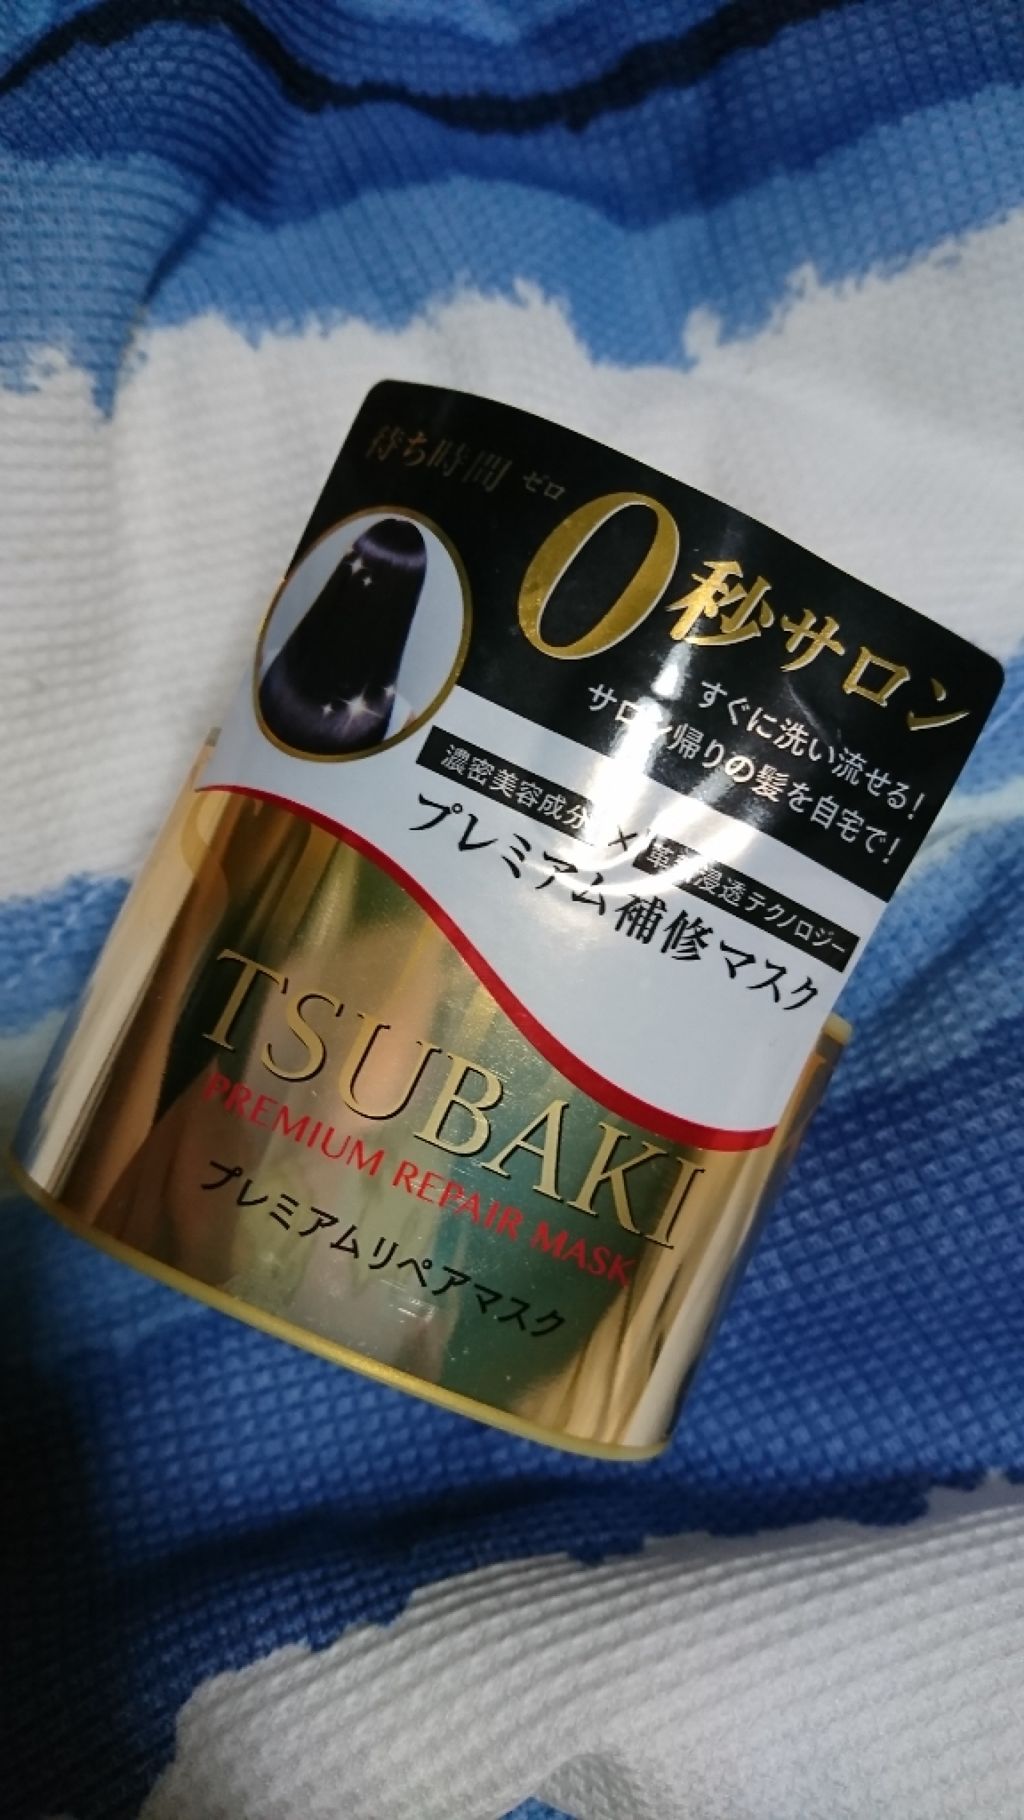 待ち時間 ゼロ
0秒サロン
すぐに洗い流せる!
サロン帰りの髪を自宅で!
濃密美容成分×革新浸透テクノロジー
プレミアム補修マスク
TSUBAKI
PREMIUM REPAIR MASK
プレミアムリペアマスク